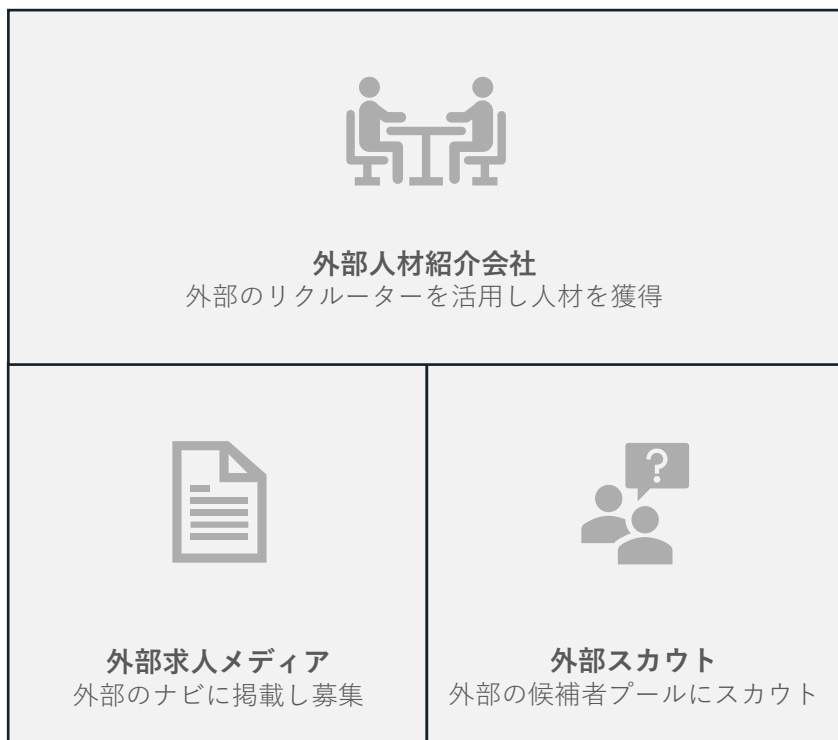 外部人材紹介会社
外部のリクルーターを活用し人材を獲得
?
外部求人メディア
外部のナビに掲載し募集
外部スカウト
外部の候補者プールにスカウト